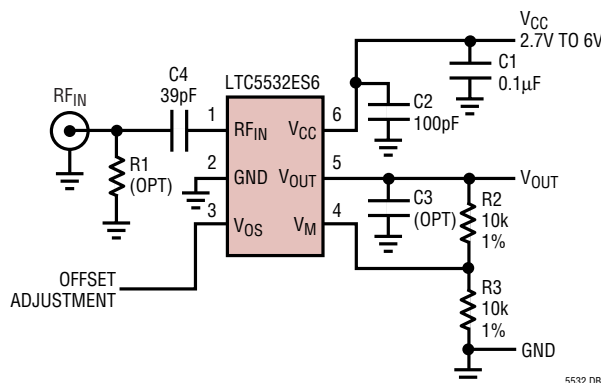 V_CC
2.7V TO 6V
C1
0.1µF
C4
39pF
LTC5532ES6
RF_IN
1
RF_IN
V_CC
6
C2
100pF
R1
(OPT)
2
GND
V_OUT
5
V_OUT
C3
(OPT)
R2
10k
1%
3
V_OS
V_M
4
OFFSET
ADJUSTMENT
R3
10k
1%
GND
5532 DB